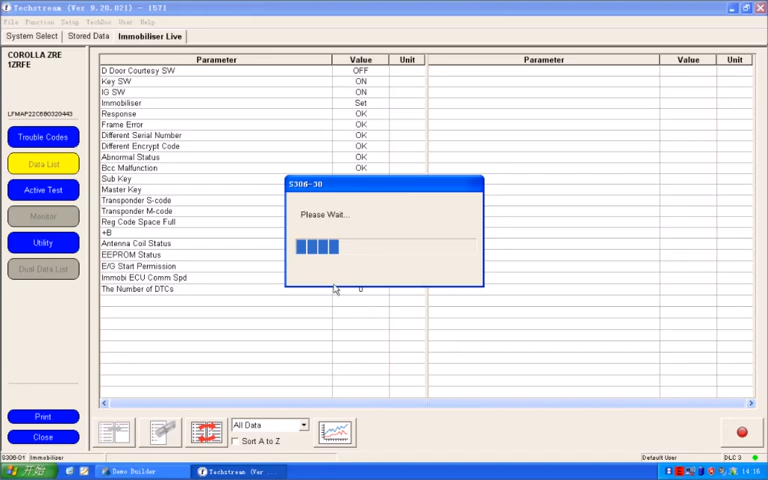 Techstream (Ver 9.20.021) - 1571
File Function Setup TechDoc User Help
System Select Stored Data Immobiliser Live
COROLLA ZRE
1ZRFE
Trouble Codes
Data List
Active Test
Monitor
Utility
Dual Data List
Print
Close
Parameter Value Unit Parameter Value Unit
D Door Courtesy SW OFF
Key SW ON
IG SW ON
Immobiliser Set
Response OK
Frame Error OK
Different Serial Number OK
Different Encrypt Code OK
Abnormal Status OK
Bcc Malfunction OK
Sub Key
Master Key
Transponder S-code
Transponder M-code
Reg Code Space Full
+B
Antenna Coil Status
EEPROM Status
E/G Start Permission
Immobi ECU Comm Spd
The Number of DTCs 0
S306-30
Please Wait...
All Data
Sort A to Z
S306-01 Immobiliser Default User DLC 3
开始 Demo Builder Techstream (Ver ... 14:16